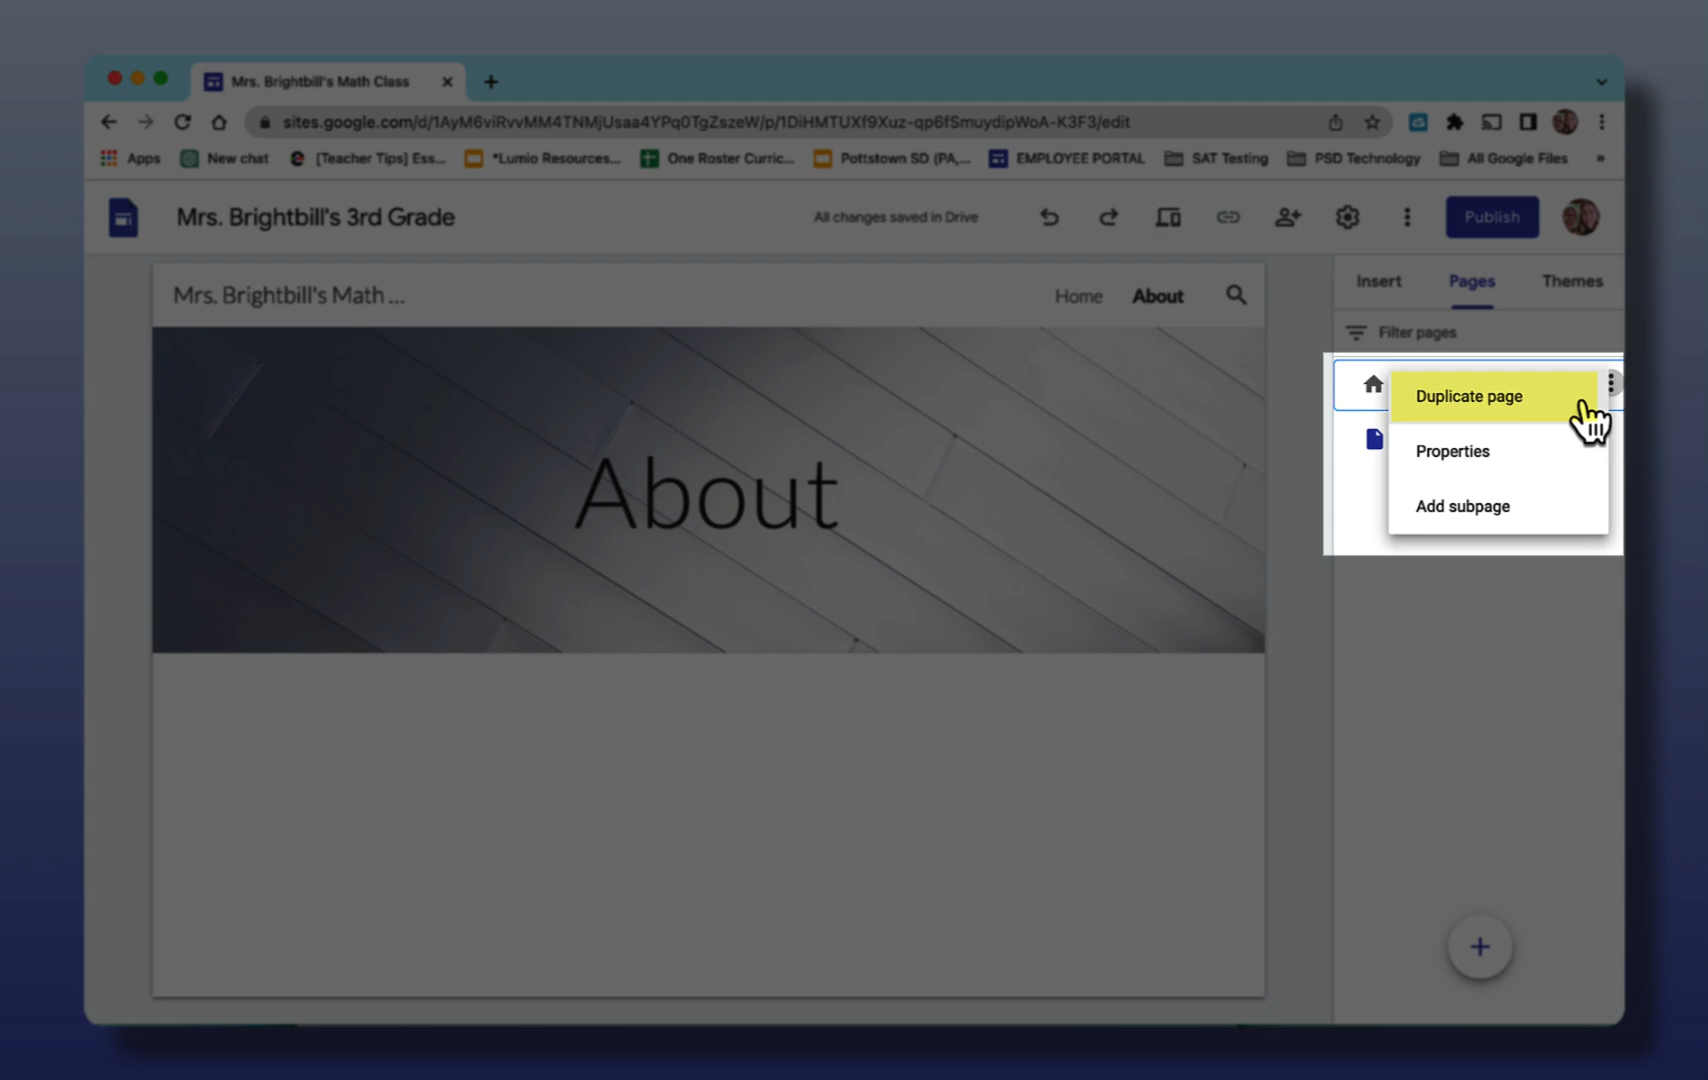 Mrs. Brightbill's Math Class
sites.google.com/d/1AyM6viRvvMM4TNMjUsaa4YPq0TgZszeW/p/1DiHMTUXf9Xuz-qp6fSmuydipWoA-K3F3/edit
Apps New chat [Teacher Tips] Ess... *Lumio Resources... One Roster Curric... Pottstown SD (PA,... EMPLOYEE PORTAL SAT Testing PSD Technology All Google Files »
Mrs. Brightbill's 3rd Grade All changes saved in Drive Publish
Insert Pages Themes
Mrs. Brightbill's Math ... Home About
Filter pages
Duplicate page
Properties
Add subpage
About